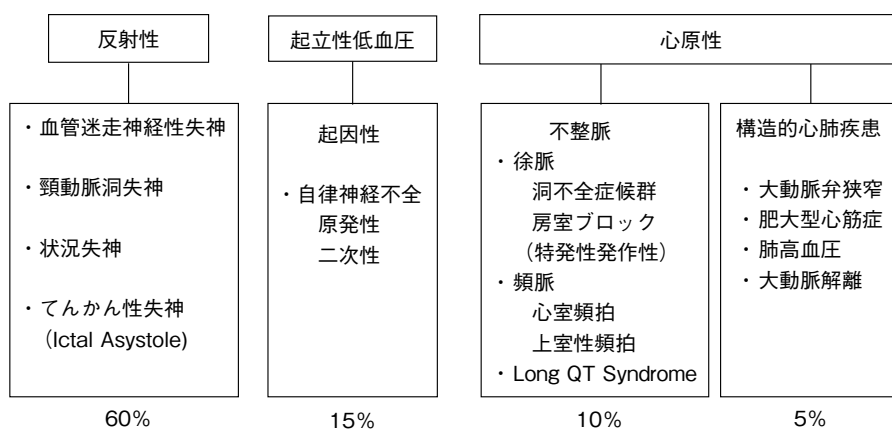 反射性
・血管迷走神経性失神
・頸動脈洞失神
・状況失神
・てんかん性失神
（Ictal Asystole)
60%
起立性低血圧
起因性
・自律神経不全
原発性
二次性
15%
心原性
不整脈
・徐脈
洞不全症候群
房室ブロック
（特発性発作性）
・頻脈
心室頻拍
上室性頻拍
・Long QT Syndrome
10%
構造的心肺疾患
・大動脈弁狭窄
・肥大型心筋症
・肺高血圧
・大動脈解離
5%